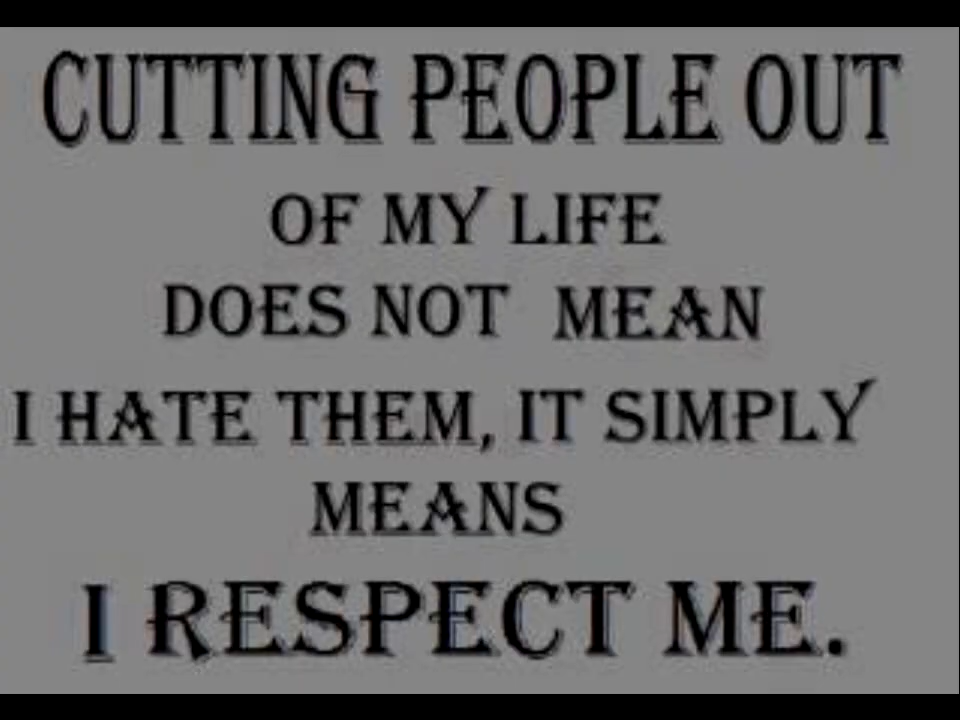 CUTTING PEOPLE OUT
OF MY LIFE
DOES NOT MEAN
I HATE THEM, IT SIMPLY
MEANS
I RESPECT ME.